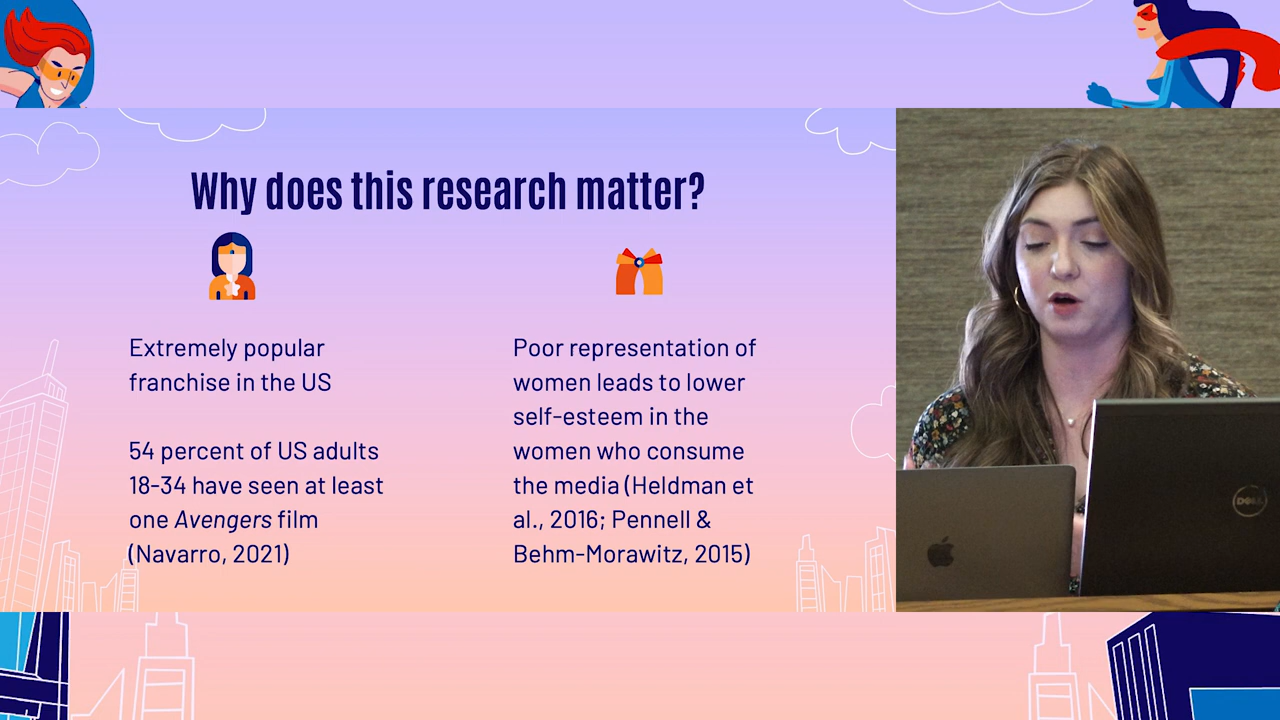 Why does this research matter?
Extremely popular
franchise in the US
54 percent of US adults
18-34 have seen at least
one Avengers film
(Navarro, 2021)
Poor representation of
women leads to lower
self-esteem in the
women who consume
the media (Heldman et
al., 2016; Pennell &
Behm-Morawitz, 2015)
DELL